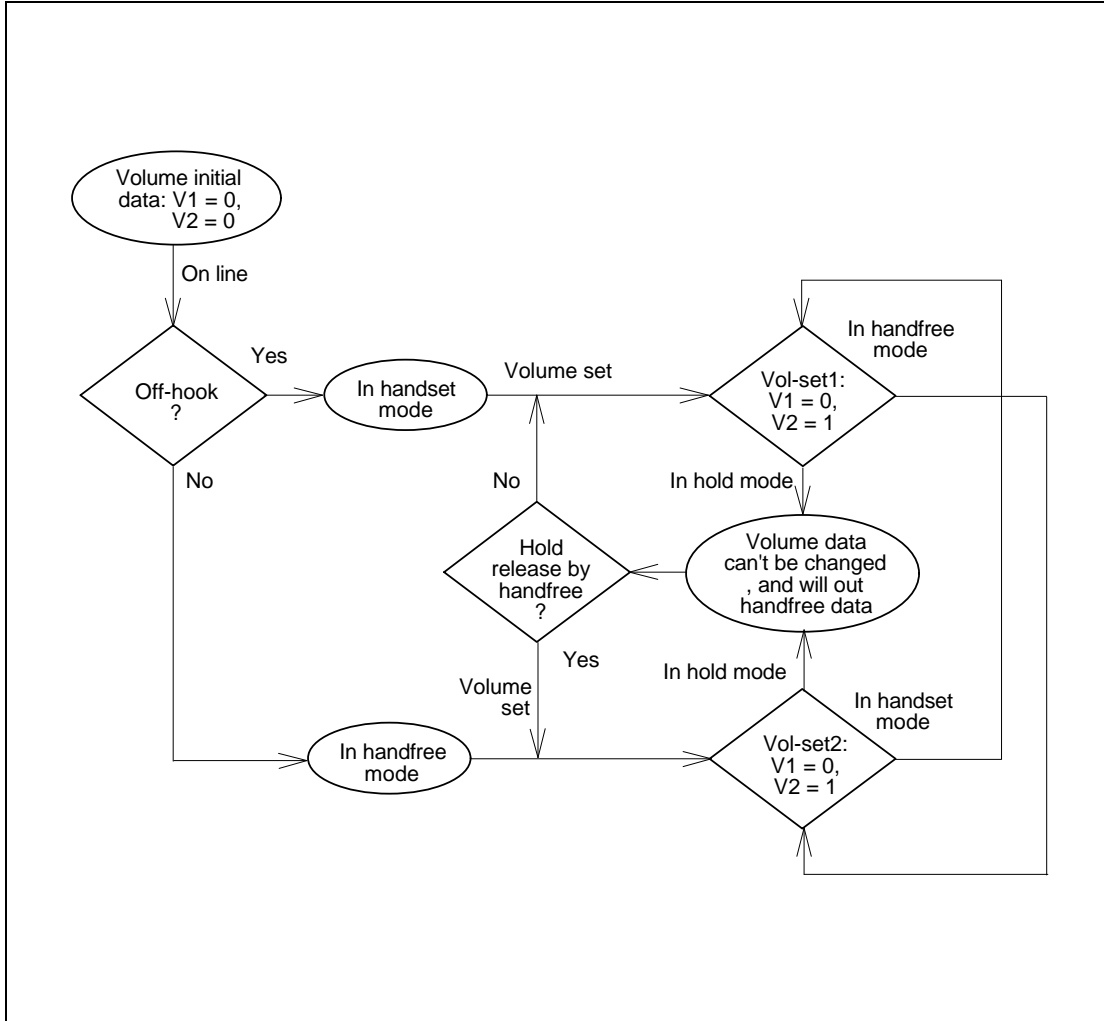 Volume initial
data: V1 = 0,
V2 = 0
On line
Off-hook
?
Yes
No
In handset
mode
Volume set
Vol-set1:
V1 = 0,
V2 = 1
In handfree
mode
In hold mode
No
Hold
release by
handfree
?
Volume data
can't be changed
, and will out
handfree data
Yes
Volume
set
In hold mode
In handset
mode
In handfree
mode
Vol-set2:
V1 = 0,
V2 = 1